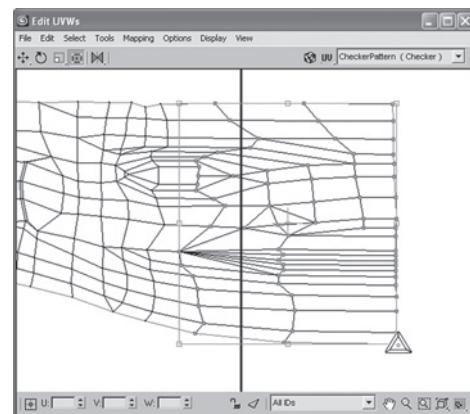 Edit UVWs
File Edit Select Tools Mapping Options Display View
UV CheckerPattern ( Checker )
U: V: W: All IDs